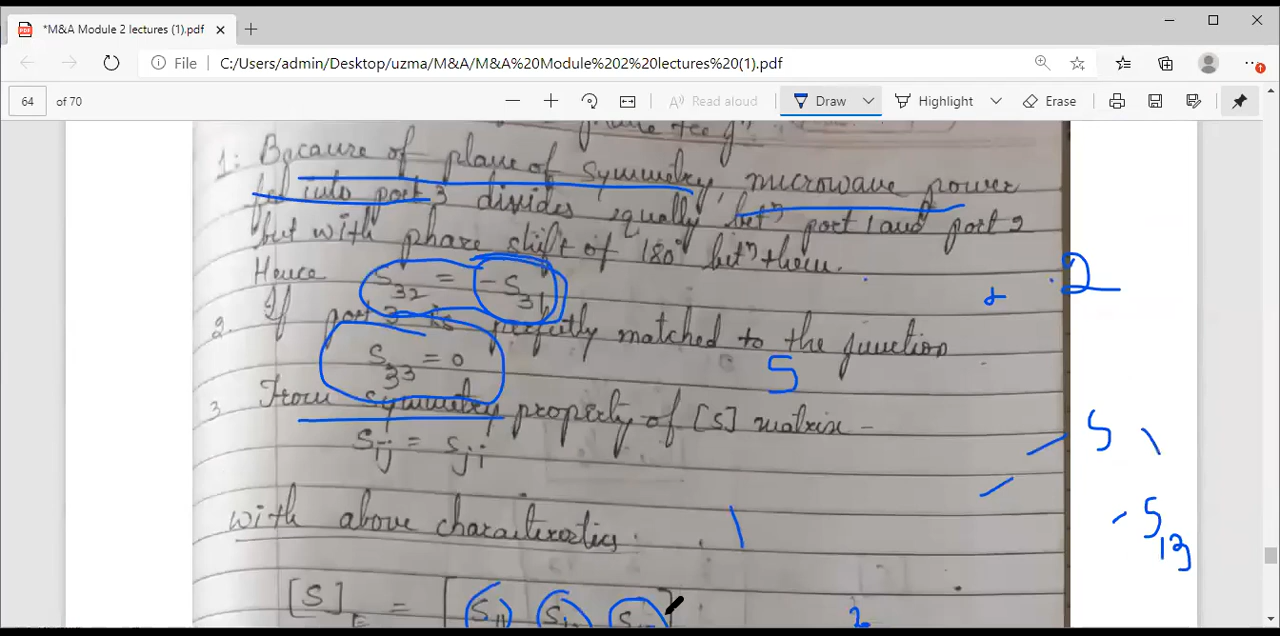 *M&A Module 2 lectures (1).pdf
File C:/Users/admin/Desktop/uzma/M&A/M&A%20Module%202%20lectures%20(1).pdf
64 of 70 Read aloud Draw Highlight Erase
1: Because of plane of symmetry, microwave power
fed into port 3 divides equally betn port 1 and port 2
but with phase shift of 180° betn them.
Hence S32 = -S31
2. If port 3 is perfectly matched to the junction
S33 = 0
3 From symmetry property of [S] matrix -
Sij = Sji
with above characteristics.
[S]E = [ S11
2
S
S
- S13
2